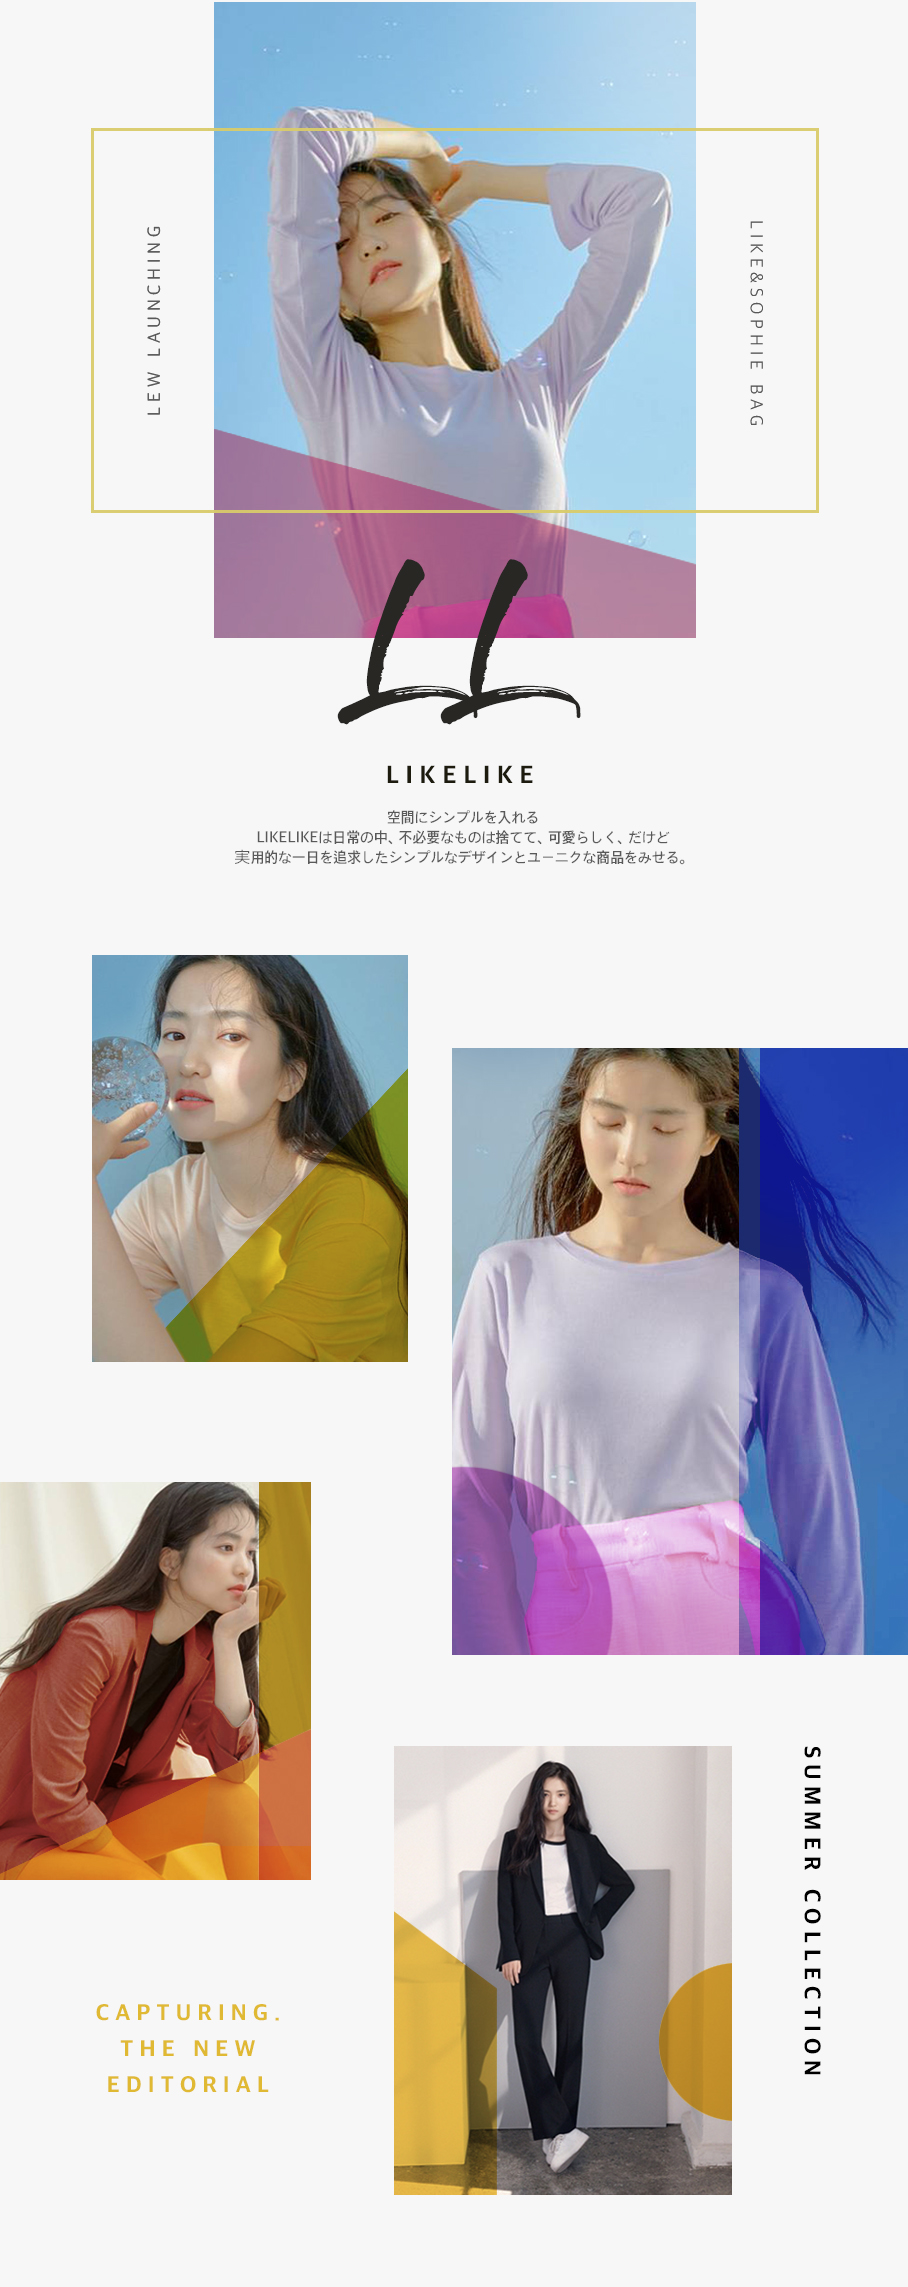 LEW LAUNCHING
LIKE&SOPHIE BAG
LL
LIKELIKE
空間にシンプルを入れる
LIKELIKEは日常の中、不必要なものは捨てて、可愛らしく、だけど
実用的な一日を追求したシンプルなデザインとユーニクな商品をみせる。
SUMMER COLLECTION
CAPTURING.
THE NEW
EDITORIAL